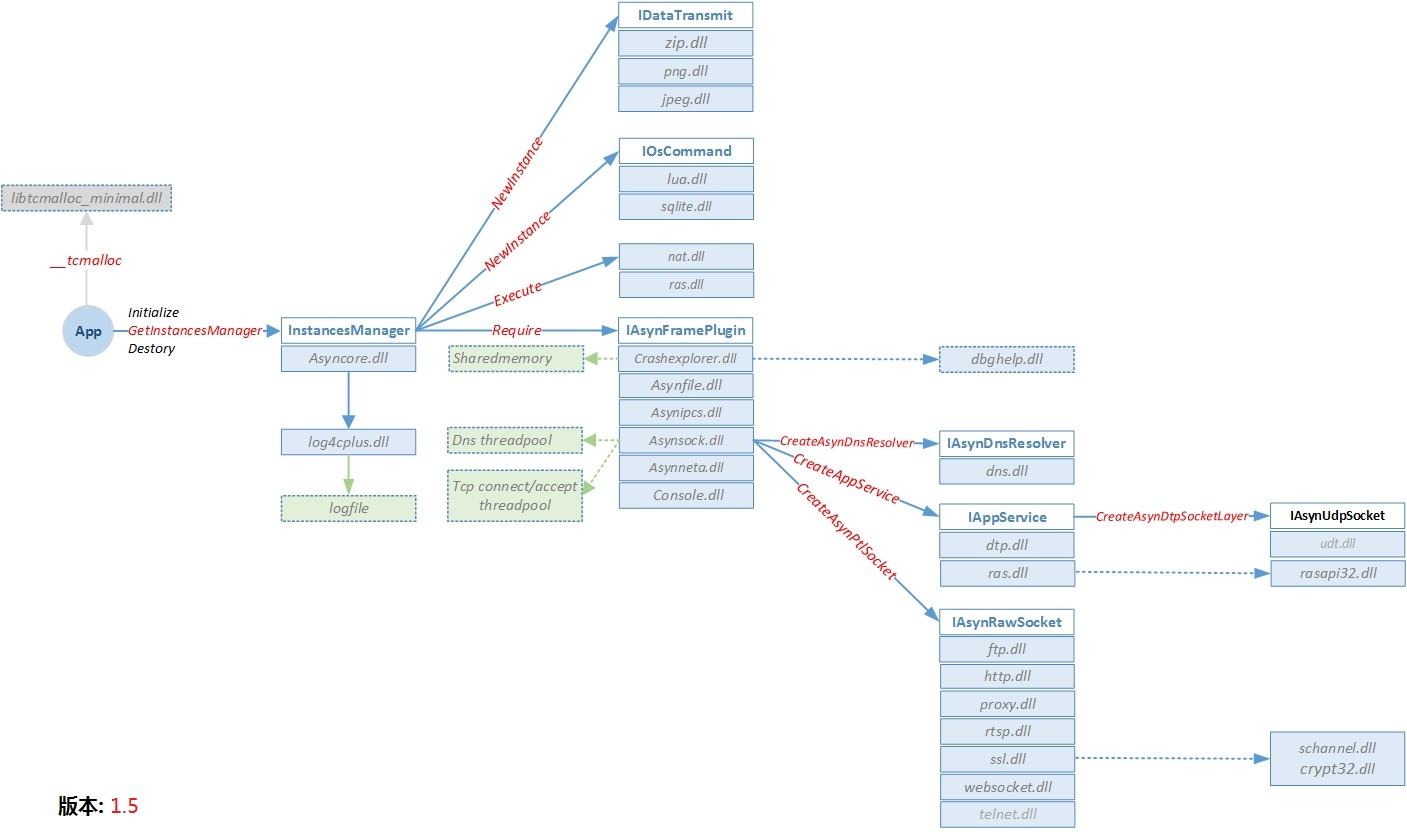 IDataTransmit
zip.dll
png.dll
jpeg.dll
NewInstance
IOsCommand
lua.dll
sqlite.dll
NewInstance
libtcmalloc_minimal.dll
__tcmalloc
nat.dll
ras.dll
Execute
App
Initialize
GetInstancesManager
Destory
InstancesManager
Asyncore.dll
log4cplus.dll
logfile
Require
IAsynFramePlugin
Crashexplorer.dll
Asynfile.dll
Asynipcs.dll
Asynsock.dll
Asynneta.dll
Console.dll
Sharedmemory
Dns threadpool
Tcp connect/accept
threadpool
dbghelp.dll
CreateAsynDnsResolver
IAsynDnsResolver
dns.dll
CreateAppService
IAppService
dtp.dll
ras.dll
CreateAsynDtpSocketLayer
IAsynUdpSocket
udt.dll
rasapi32.dll
CreateAsynPtlSocket
IAsynRawSocket
ftp.dll
http.dll
proxy.dll
rtsp.dll
ssl.dll
websocket.dll
telnet.dll
schannel.dll
crypt32.dll
版本: 1.5